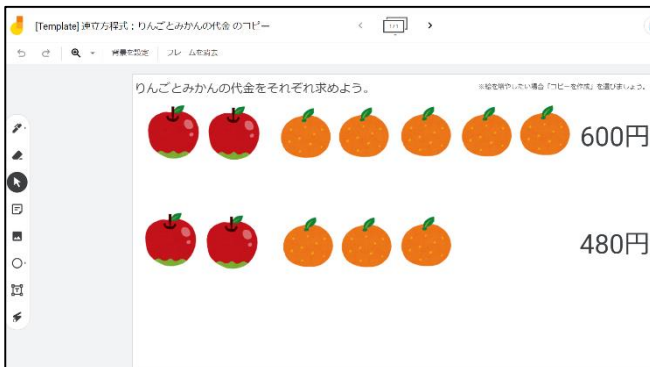 [Template] 連立方程式：りんごとみかんの代金 のコピー
1/1
背景を設定 フレームを消去
りんごとみかんの代金をそれぞれ求めよう。
※絵を増やしたい場合「コピーを作成」を選びましょう。
600円
480円